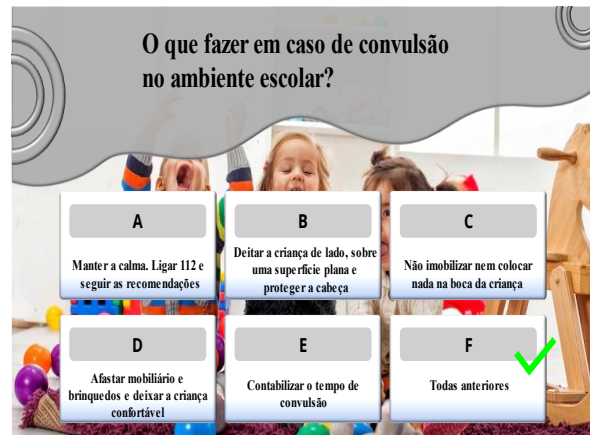 O que fazer em caso de convulsão
no ambiente escolar?
A
Manter a calma. Ligar 112 e
seguir as recomendações
B
Deitar a criança de lado, sobre
uma superfície plana e
proteger a cabeça
C
Não imobilizar nem colocar
nada na boca da criança
D
Afastar mobiliário e
brinquedos e deixar a criança
confortável
E
Contabilizar o tempo de
convulsão
F
Todas anteriores